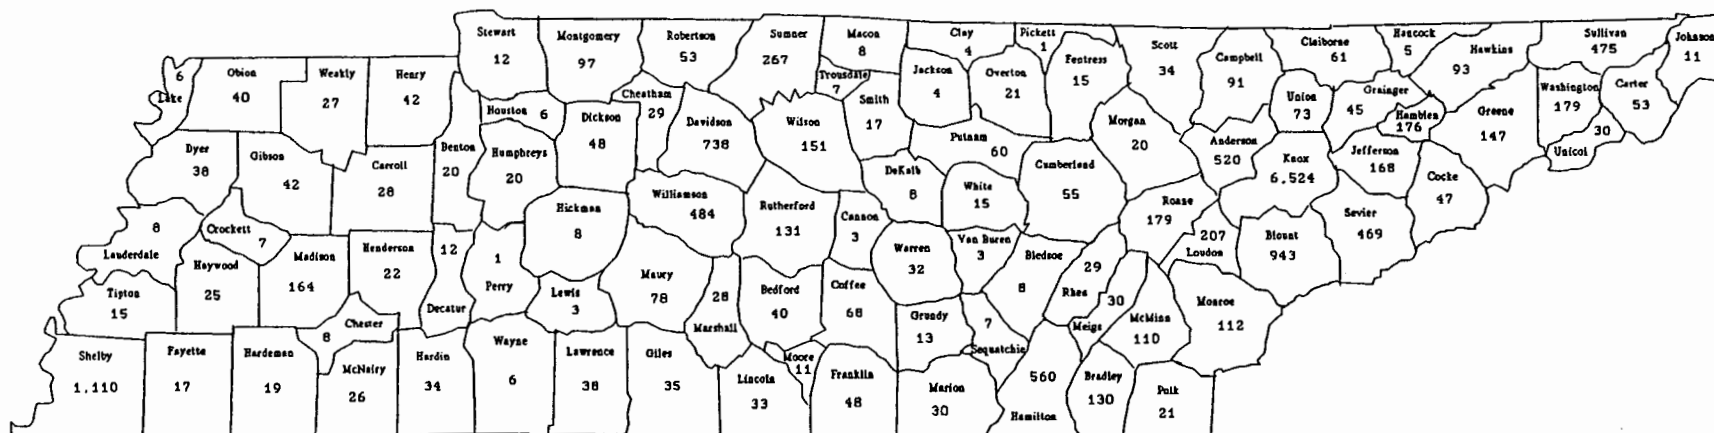 Stewart
12
Montgomery
97
Robertson
53
Sumner
267
Macon
8
Clay
4
Pickett
1
Fentress
15
Scott
34
Campbell
91
Claiborne
61
Hancock
5
Hawkins
93
Sullivan
475
Johnson
11
Lake
6
Obion
40
Weakly
27
Henry
42
Houston
6
Cheatham
29
Trousdale
7
Jackson
4
Overton
21
Union
73
Grainger
45
Hamblen
176
Greene
147
Washington
179
Carter
53
Unicoi
30
Dyer
38
Gibson
42
Carroll
28
Benton
20
Humphreys
20
Dickson
48
Davidson
738
Wilson
151
Smith
17
Putnam
60
Cumberland
55
Morgan
20
Anderson
520
Knox
6,524
Jefferson
168
Cocke
47
Lauderdale
8
Crockett
7
Haywood
25
Madison
164
Henderson
22
Decatur
12
Perry
1
Hickman
8
Williamson
484
Rutherford
131
Cannon
3
DeKalb
8
White
15
Van Buren
3
Warren
32
Bledsoe
8
Rhea
29
Meigs
30
Roane
179
Loudon
207
Blount
943
Sevier
469
Tipton
15
Chester
8
Lewis
3
Maury
78
Marshall
28
Bedford
40
Coffee
68
Grundy
13
Sequatchie
7
McMinn
110
Monroe
112
Shelby
1,110
Fayette
17
Hardeman
19
McNairy
26
Hardin
34
Wayne
6
Lawrence
38
Giles
35
Lincoln
33
Moore
11
Franklin
48
Marion
30
Hamilton
560
Bradley
130
Polk
21